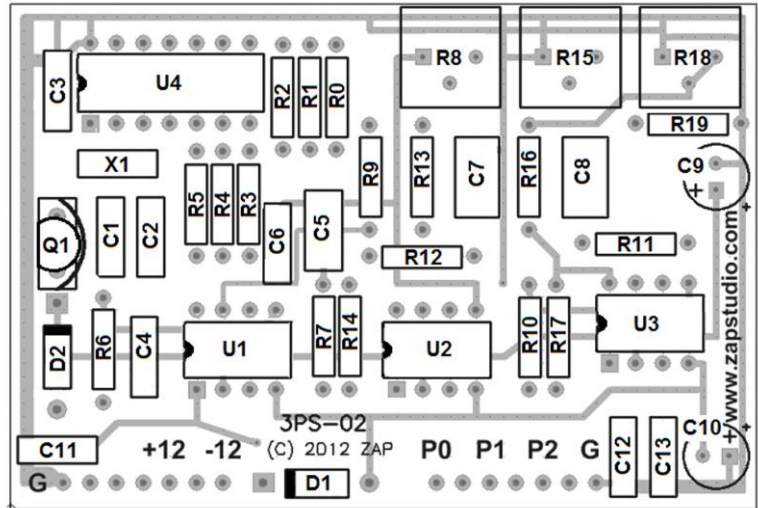 R8
R15
R18
C3
U4
R2
R1
R0
R19
X1
R9
R13
C7
R16
C8
C9
+
R5
R4
R3
Q1
C1
C2
C6
C5
R12
R11
+www.zapstudio.com+
D2
R6
C4
U1
R7
R14
U2
R10
R17
U3
3PS-02
(C) 2012 ZAP
C11
+12 -12
P0 P1 P2 G
C12
C13
C10
+
G
D1